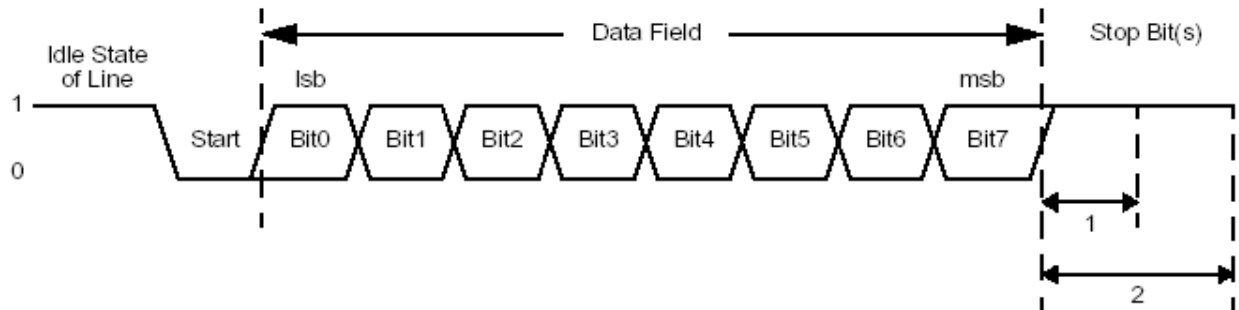 Data Field
Stop Bit(s)
Idle State
of Line
lsb
msb
1
Start
Bit0
Bit1
Bit2
Bit3
Bit4
Bit5
Bit6
Bit7
0
1
2